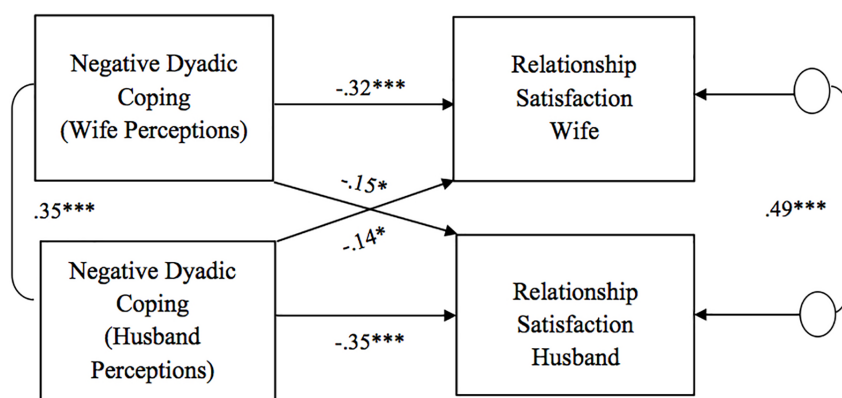 Negative Dyadic
Coping
(Wife Perceptions)
-.32***
Relationship
Satisfaction
Wife
-.15*
.35***
-.14*
.49***
Negative Dyadic
Coping
(Husband
Perceptions)
-.35***
Relationship
Satisfaction
Husband